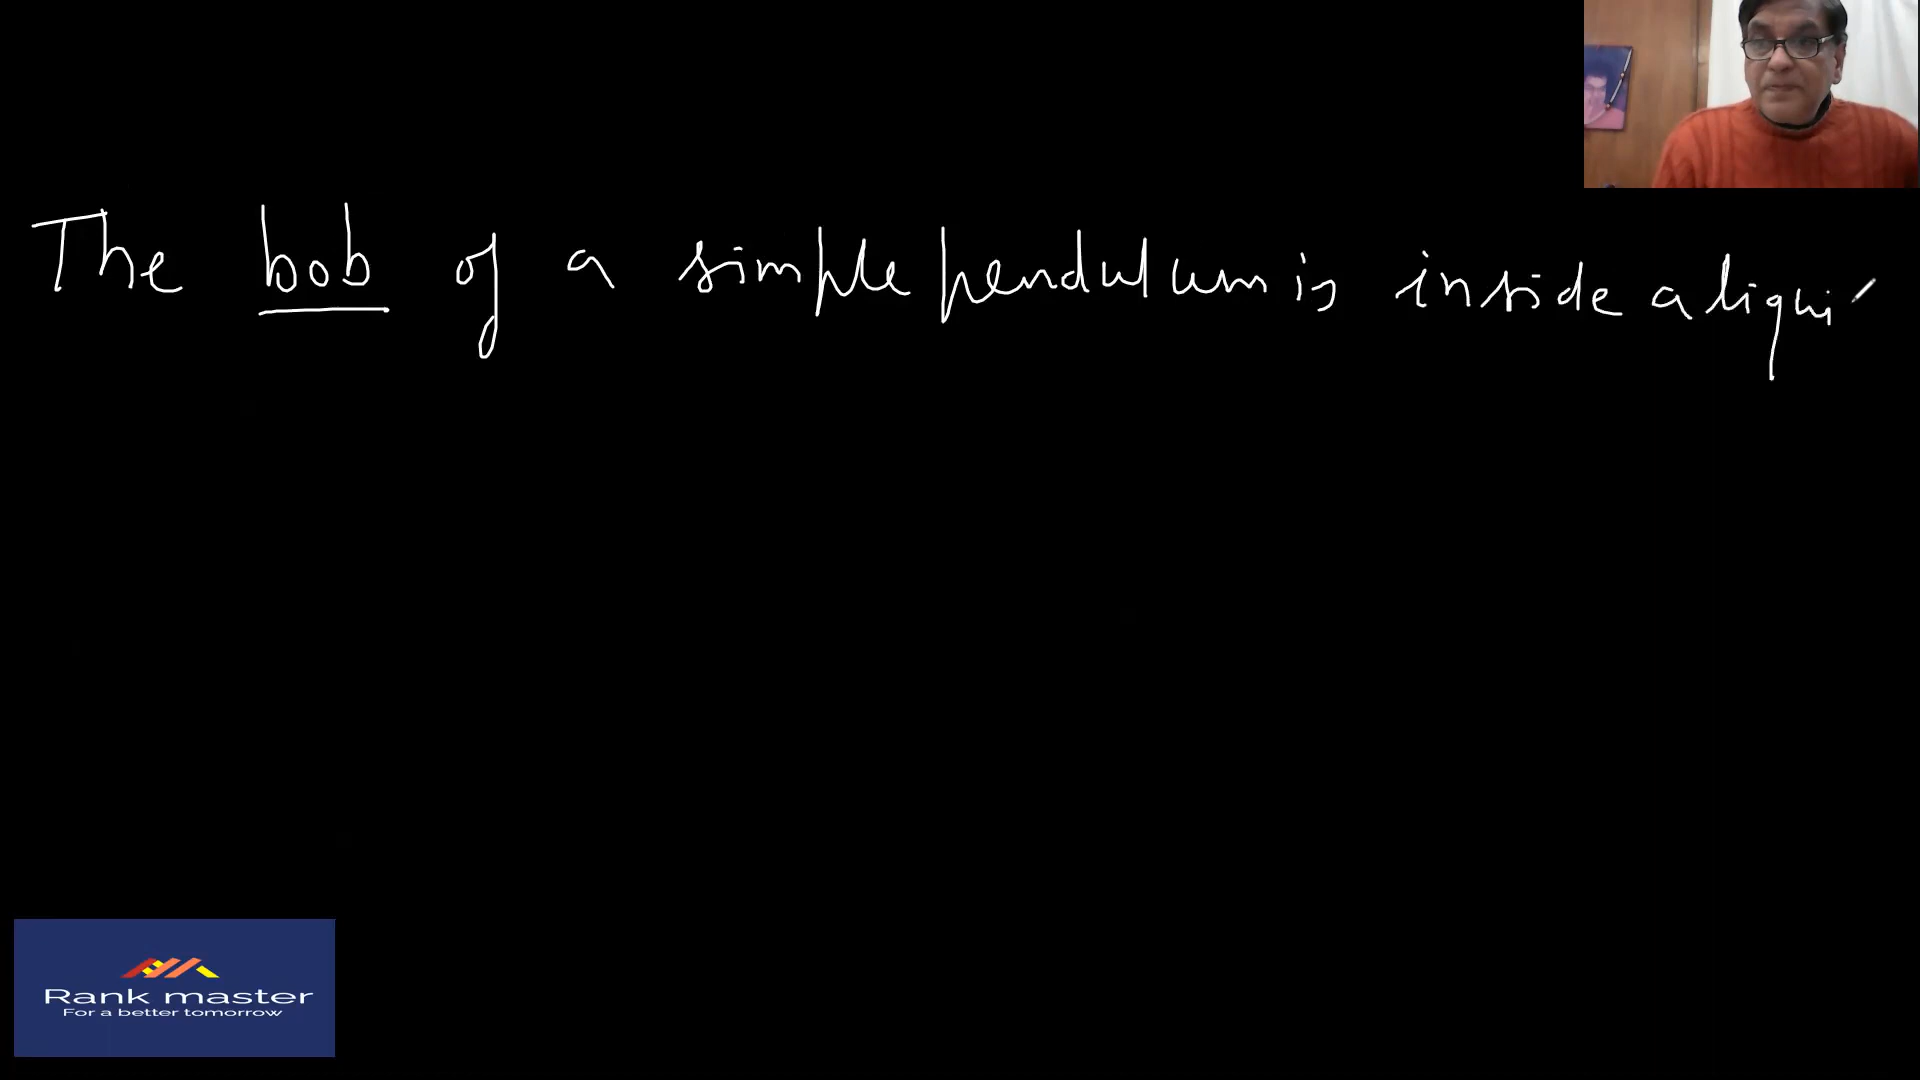 The bob of a simple pendulum is inside a liqui
Rank master
For a better tomorrow